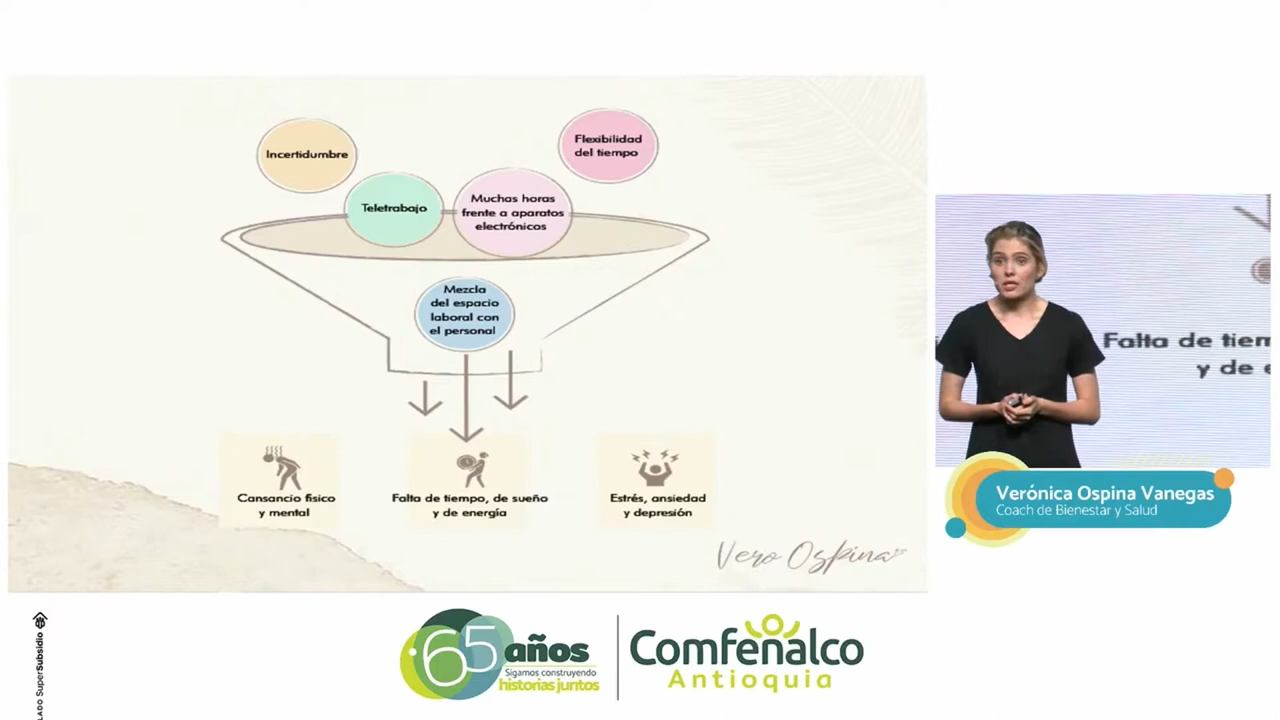 Incertidumbre
Flexibilidad
del tiempo
Teletrabajo
Muchas horas
frente a aparatos
electrónicos
Mezcla
del espacio
laboral con
el personal
Cansancio fisico
y mental
Falta de tiempo, de sueño
y de energía
Estrés, ansiedad
y depresión
Vero Ospina
Falta de tiem
y de e
Verónica Ospina Vanegas
Coach de Bienestar y Salud
65 años
Sigamos construyendo
historias juntos
Comfenalco
Antioquia
LADO SuperSubsidio